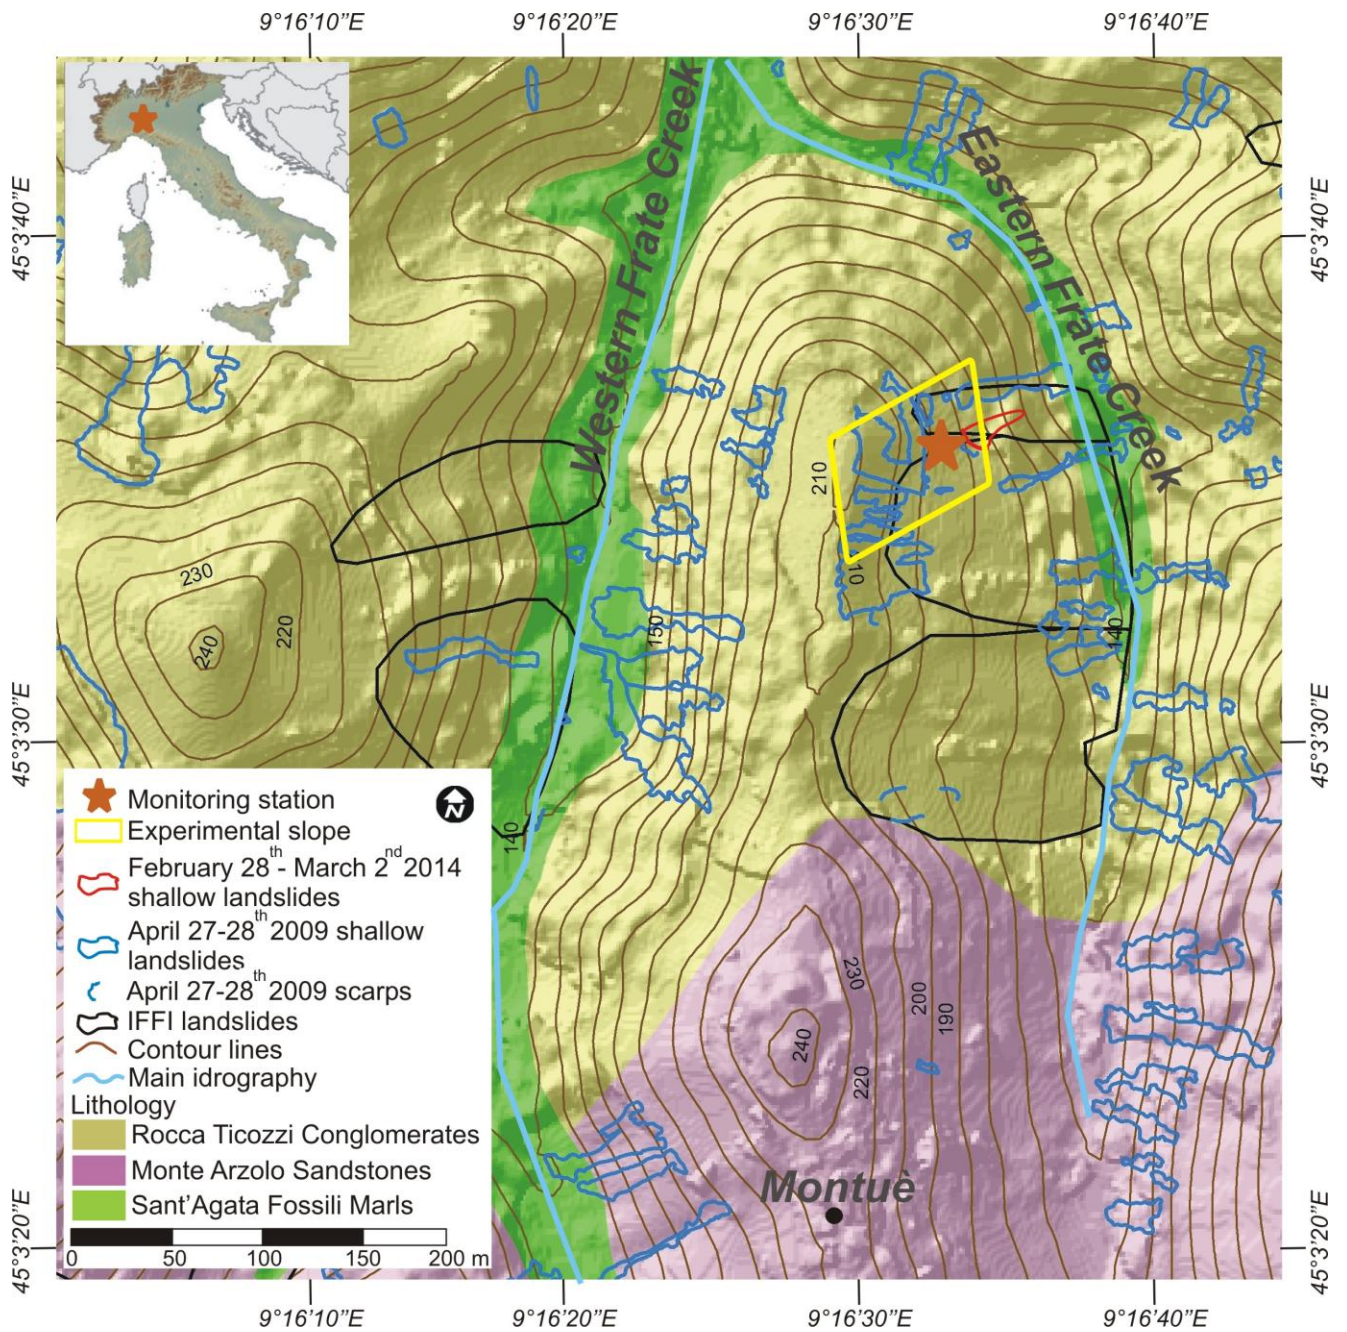 9°16'10"E 9°16'20"E 9°16'30"E 9°16'40"E
45°3'40"E
45°3'40"E
Western Frate Creek
Eastern Frate Creek
210
10
230
220
240
150
140
45°3'30"E
45°3'30"E
140
Monitoring station
N
Experimental slope
February 28th - March 2nd 2014
shallow landslides
April 27-28th 2009 shallow
landslides
April 27-28th 2009 scarps
IFFI landslides
Contour lines
Main idrography
Lithology
Rocca Ticozzi Conglomerates
Monte Arzolo Sandstones
Sant'Agata Fossili Marls
0 50 100 150 200 m
230
200
190
240
220
Montuè
45°3'20"E
45°3'20"E
9°16'10"E 9°16'20"E 9°16'30"E 9°16'40"E